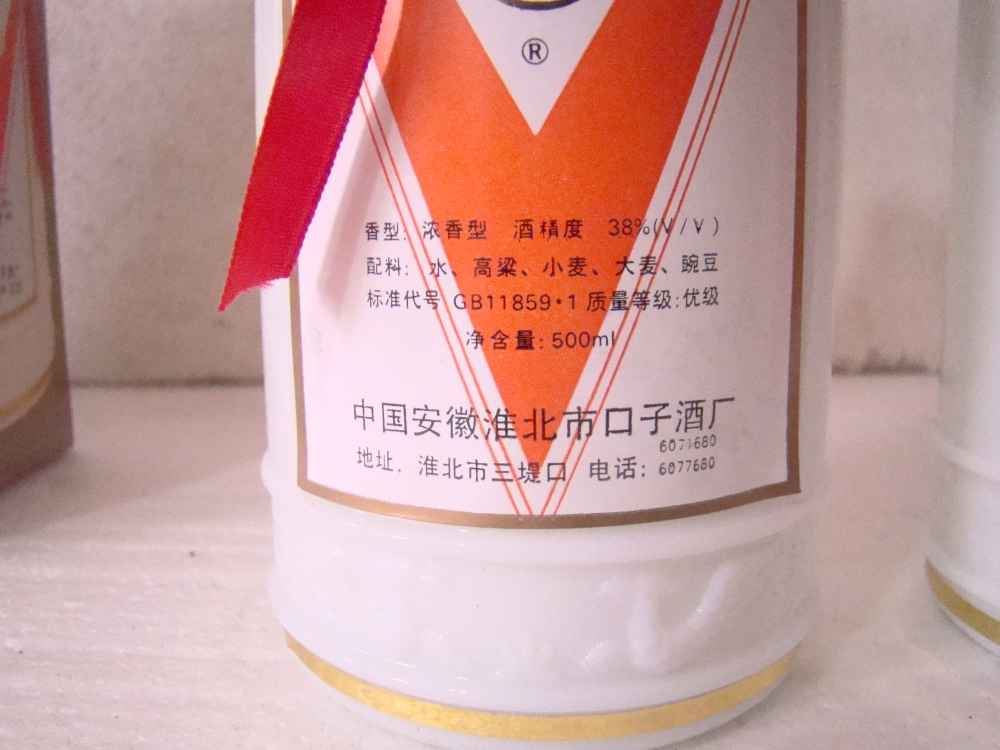 ®
香型: 浓香型 酒精度 38%(V/V)
配料: 水、高粱、小麦、大麦、豌豆
标准代号 GB11859·1 质量等级:优级
净含量: 500ml
中国安徽淮北市口子酒厂
地址. 淮北市三堤口 电话: 6071680
6077680